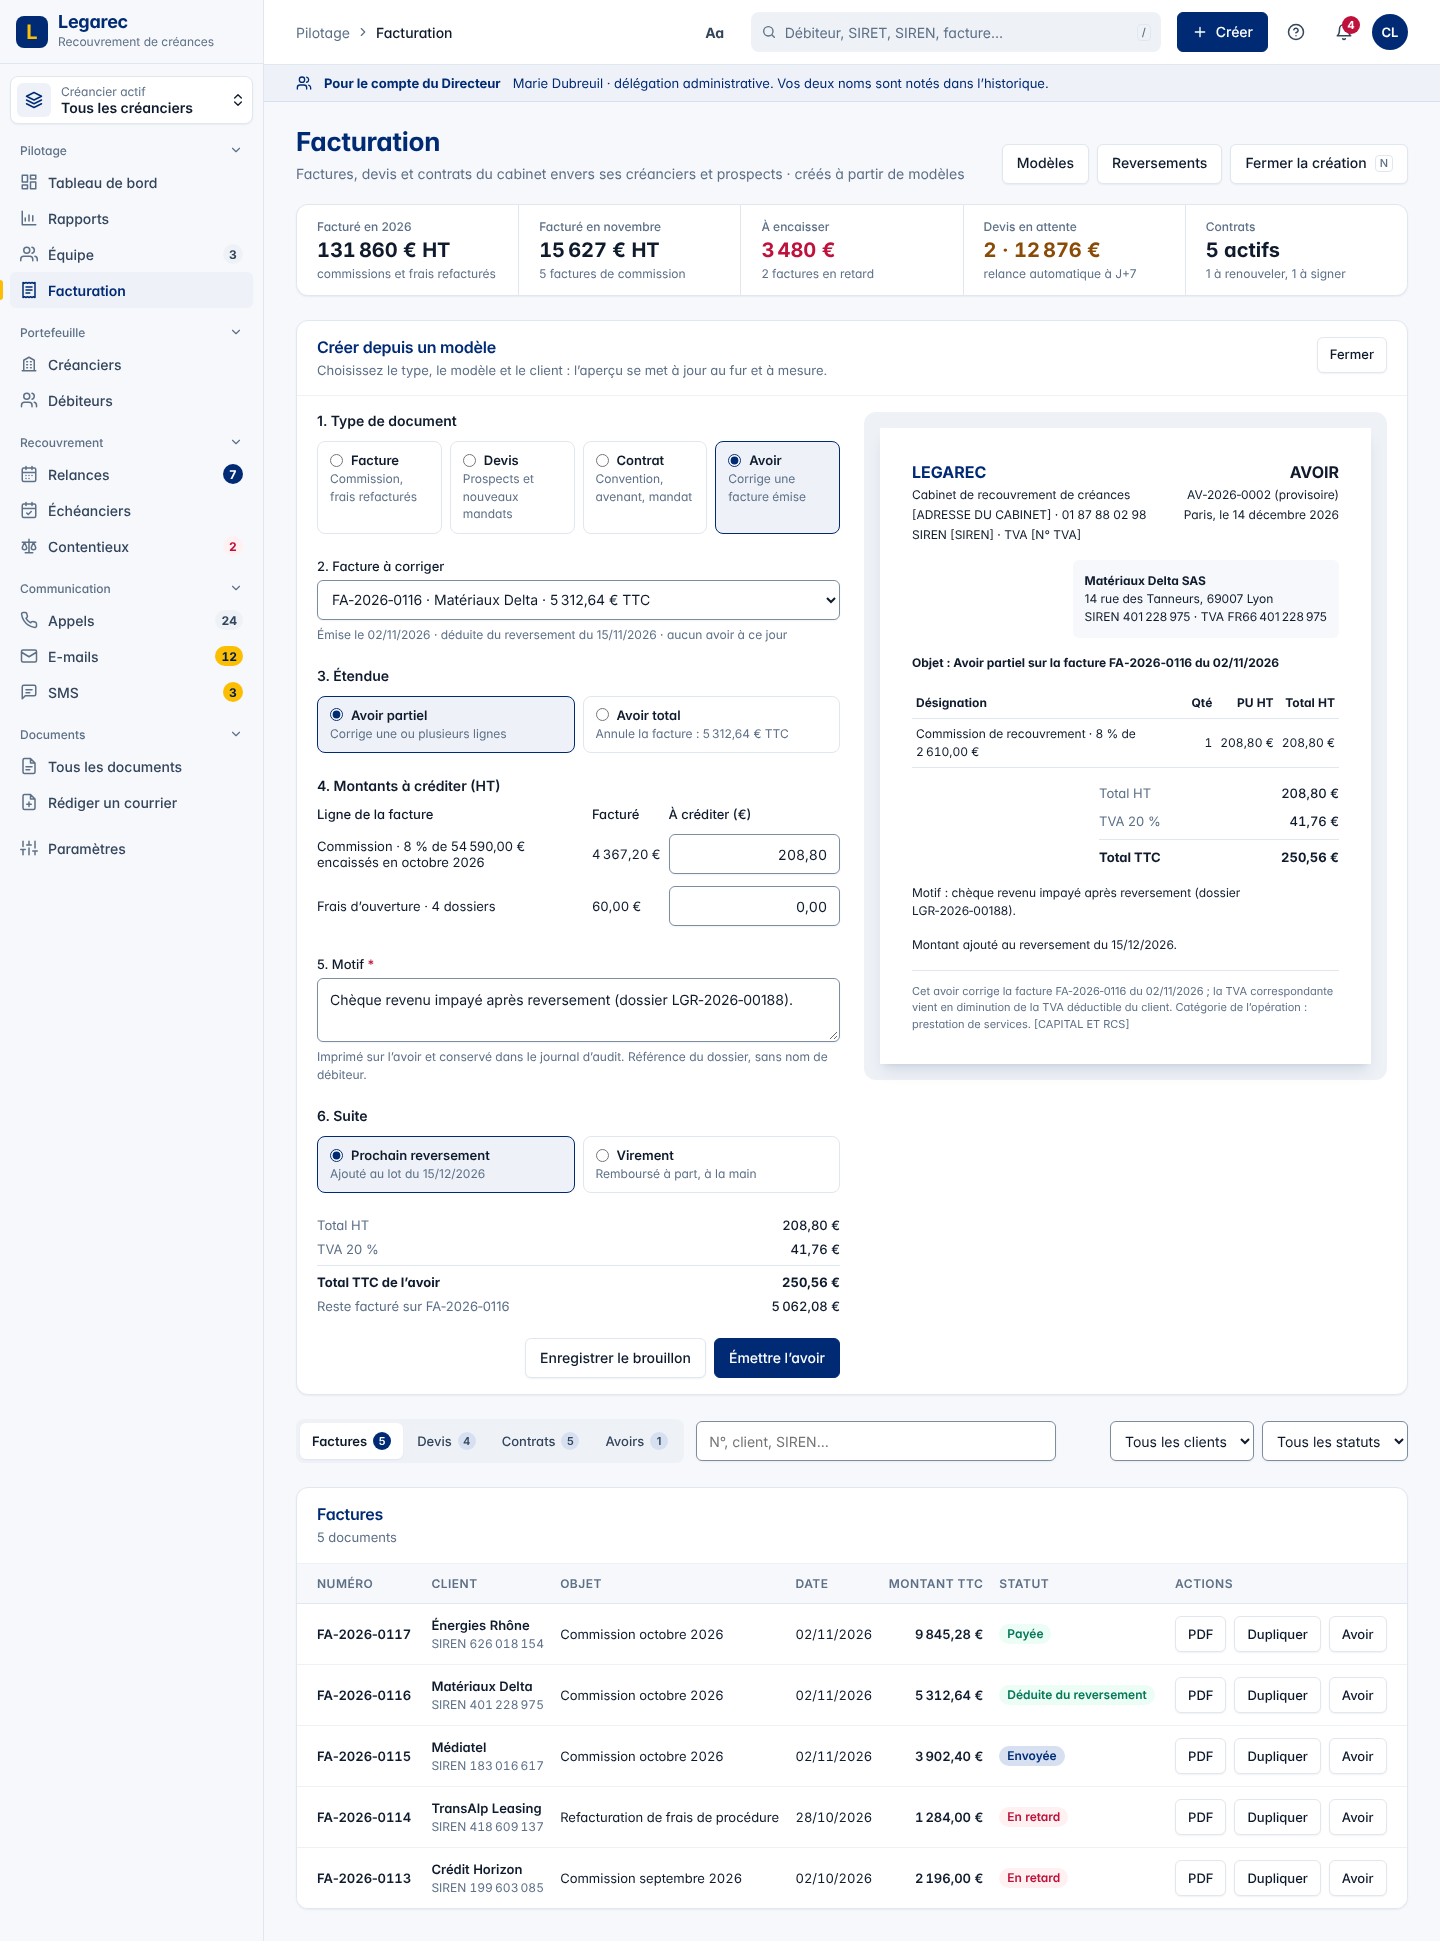 L
Legarec
Recouvrement de créances
Créancier actif
Tous les créanciers
Pilotage
Tableau de bord
Rapports
Équipe 3
Facturation
Portefeuille
Créanciers
Débiteurs
Recouvrement
Relances 7
Échéanciers
Contentieux 2
Communication
Appels 24
E-mails 12
SMS 3
Documents
Tous les documents
Rédiger un courrier
Paramètres
Pilotage > Facturation
Aa
Débiteur, SIRET, SIREN, facture... /
+ Créer
4
CL
Pour le compte du Directeur Marie Dubreuil · délégation administrative. Vos deux noms sont notés dans l’historique.
Facturation
Factures, devis et contrats du cabinet envers ses créanciers et prospects · créés à partir de modèles
Modèles
Reversements
Fermer la création N
Facturé en 2026
131 860 € HT
commissions et frais refacturés
Facturé en novembre
15 627 € HT
5 factures de commission
À encaisser
3 480 €
2 factures en retard
Devis en attente
2 · 12 876 €
relance automatique à J+7
Contrats
5 actifs
1 à renouveler, 1 à signer
Créer depuis un modèle
Choisissez le type, le modèle et le client : l’aperçu se met à jour au fur et à mesure.
Fermer
1. Type de document
Facture
Commission,
frais refacturés
Devis
Prospects et
nouveaux
mandats
Contrat
Convention,
avenant, mandat
Avoir
Corrige une
facture émise
2. Facture à corriger
FA-2026-0116 · Matériaux Delta · 5 312,64 € TTC
Émise le 02/11/2026 · déduite du reversement du 15/11/2026 · aucun avoir à ce jour
3. Étendue
Avoir partiel
Corrige une ou plusieurs lignes
Avoir total
Annule la facture : 5 312,64 € TTC
4. Montants à créditer (HT)
Ligne de la facture Facturé À créditer (€)
Commission · 8 % de 54 590,00 €
encaissés en octobre 2026
4 367,20 € 208,80
Frais d’ouverture · 4 dossiers 60,00 € 0,00
5. Motif *
Chèque revenu impayé après reversement (dossier LGR-2026-00188).
Imprimé sur l’avoir et conservé dans le journal d’audit. Référence du dossier, sans nom de
débiteur.
6. Suite
Prochain reversement
Ajouté au lot du 15/12/2026
Virement
Remboursé à part, à la main
Total HT 208,80 €
TVA 20 % 41,76 €
Total TTC de l’avoir 250,56 €
Reste facturé sur FA-2026-0116 5 062,08 €
Enregistrer le brouillon
Émettre l’avoir
LEGAREC
Cabinet de recouvrement de créances
[ADRESSE DU CABINET] · 01 87 88 02 98
SIREN [SIREN] · TVA [N° TVA]
AVOIR
AV-2026-0002 (provisoire)
Paris, le 14 décembre 2026
Matériaux Delta SAS
14 rue des Tanneurs, 69007 Lyon
SIREN 401 228 975 · TVA FR66 401 228 975
Objet : Avoir partiel sur la facture FA-2026-0116 du 02/11/2026
Désignation Qté PU HT Total HT
Commission de recouvrement · 8 % de
2 610,00 €
1 208,80 € 208,80 €
Total HT 208,80 €
TVA 20 % 41,76 €
Total TTC 250,56 €
Motif : chèque revenu impayé après reversement (dossier
LGR-2026-00188).
Montant ajouté au reversement du 15/12/2026.
Cet avoir corrige la facture FA-2026-0116 du 02/11/2026 ; la TVA correspondante
vient en diminution de la TVA déductible du client. Catégorie de l’opération :
prestation de services. [CAPITAL ET RCS]
Factures 5
Devis 4
Contrats 5
Avoirs 1
N°, client, SIREN...
Tous les clients
Tous les statuts
Factures
5 documents
NUMÉRO CLIENT OBJET DATE MONTANT TTC STATUT ACTIONS
FA-2026-0117 Énergies Rhône Commission octobre 2026 02/11/2026 9 845,28 € Payée PDF Dupliquer Avoir
SIREN 626 018 154
FA-2026-0116 Matériaux Delta Commission octobre 2026 02/11/2026 5 312,64 € Déduite du reversement PDF Dupliquer Avoir
SIREN 401 228 975
FA-2026-0115 Médiatel Commission octobre 2026 02/11/2026 3 902,40 € Envoyée PDF Dupliquer Avoir
SIREN 183 016 617
FA-2026-0114 TransAlp Leasing Refacturation de frais de procédure 28/10/2026 1 284,00 € En retard PDF Dupliquer Avoir
SIREN 418 609 137
FA-2026-0113 Crédit Horizon Commission septembre 2026 02/10/2026 2 196,00 € En retard PDF Dupliquer Avoir
SIREN 199 603 085